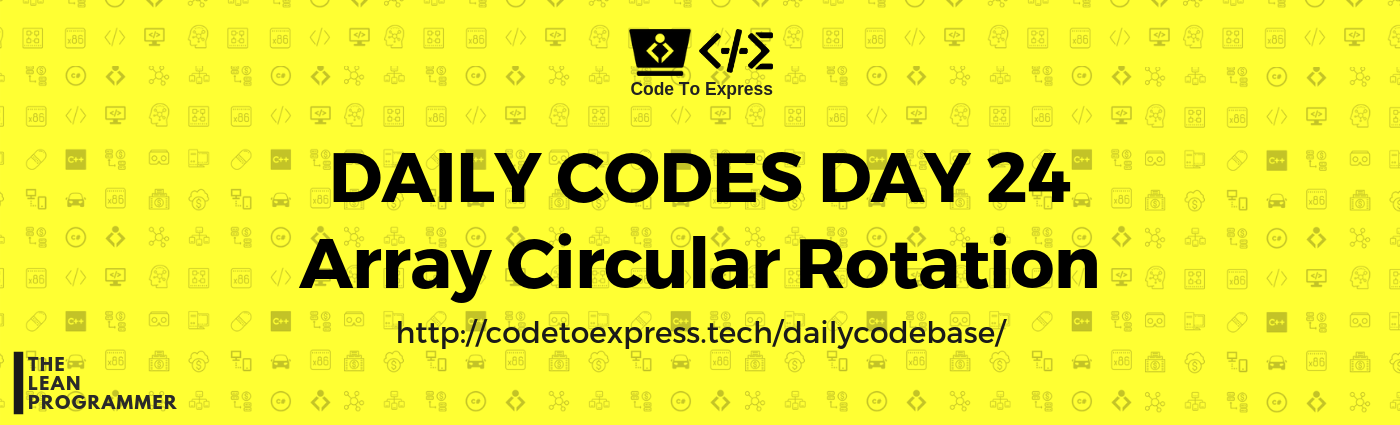 Code To Express
DAILY CODES DAY 24
Array Circular Rotation
http://codetoexpress.tech/dailycodebase/
THE
LEAN
PROGRAMMER